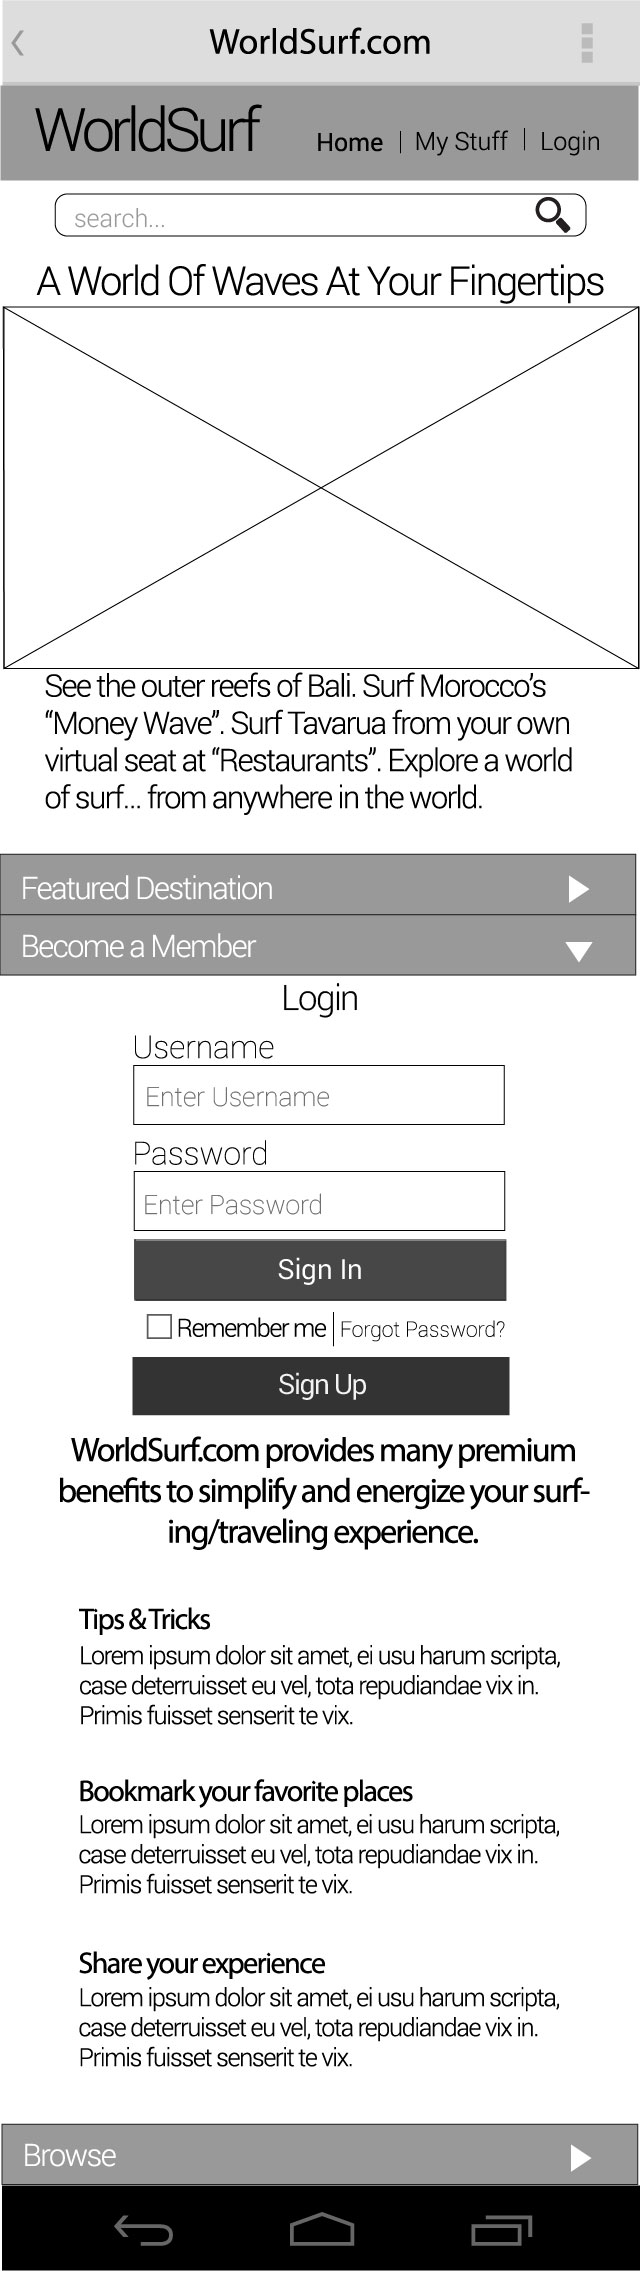 WorldSurf.com
WorldSurf
Home | My Stuff | Login
search...
A World Of Waves At Your Fingertips
See the outer reefs of Bali. Surf Morocco’s
“Money Wave”. Surf Tavarua from your own
virtual seat at “Restaurants”. Explore a world
of surf... from anywhere in the world.
Featured Destination
Become a Member
Login
Username
Enter Username
Password
Enter Password
Sign In
Remember me | Forgot Password?
Sign Up
WorldSurf.com provides many premium
benefits to simplify and energize your surf-
ing/traveling experience.
Tips & Tricks
Lorem ipsum dolor sit amet, ei usu harum scripta,
case deterruisset eu vel, tota repudiandae vix in.
Primis fuisset senserit te vix.
Bookmark your favorite places
Lorem ipsum dolor sit amet, ei usu harum scripta,
case deterruisset eu vel, tota repudiandae vix in.
Primis fuisset senserit te vix.
Share your experience
Lorem ipsum dolor sit amet, ei usu harum scripta,
case deterruisset eu vel, tota repudiandae vix in.
Primis fuisset senserit te vix.
Browse